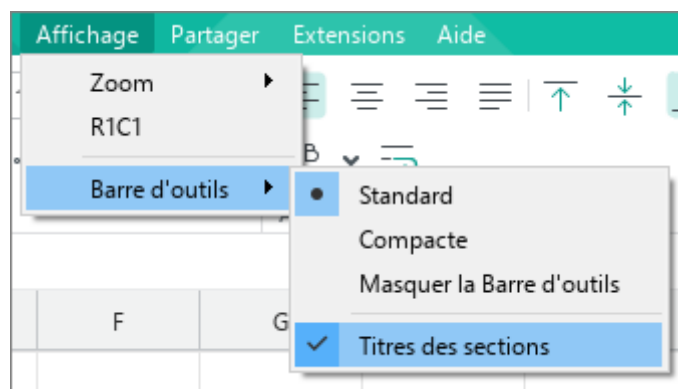 Affichage Partager Extensions Aide
Zoom
R1C1
B
Barre d'outils
Standard
Compacte
Masquer la Barre d'outils
F G
Titres des sections